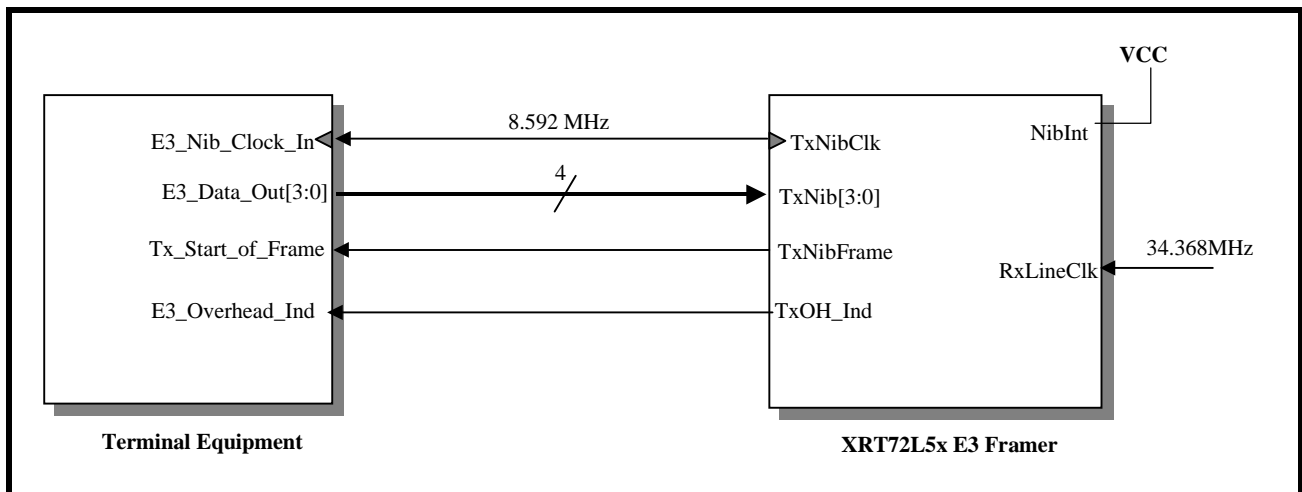 VCC
8.592 MHz
E3_Nib_Clock_In
TxNibClk
NibInt
4
E3_Data_Out[3:0]
TxNib[3:0]
Tx_Start_of_Frame
TxNibFrame
34.368MHz
RxLineClk
E3_Overhead_Ind
TxOH_Ind
Terminal Equipment
XRT72L5x E3 Framer